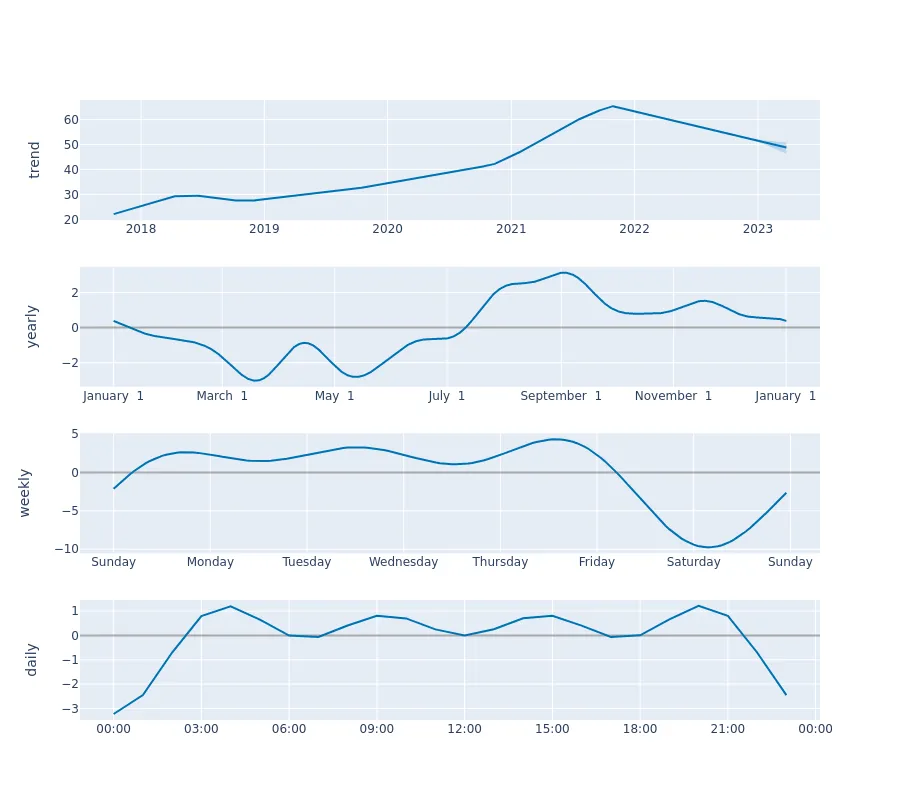 trend
60
50
40
30
20
2018 2019 2020 2021 2022 2023
yearly
2
0
−2
January 1 March 1 May 1 July 1 September 1 November 1 January 1
weekly
5
0
−5
−10
Sunday Monday Tuesday Wednesday Thursday Friday Saturday Sunday
daily
1
0
−1
−2
−3
00:00 03:00 06:00 09:00 12:00 15:00 18:00 21:00 00:00